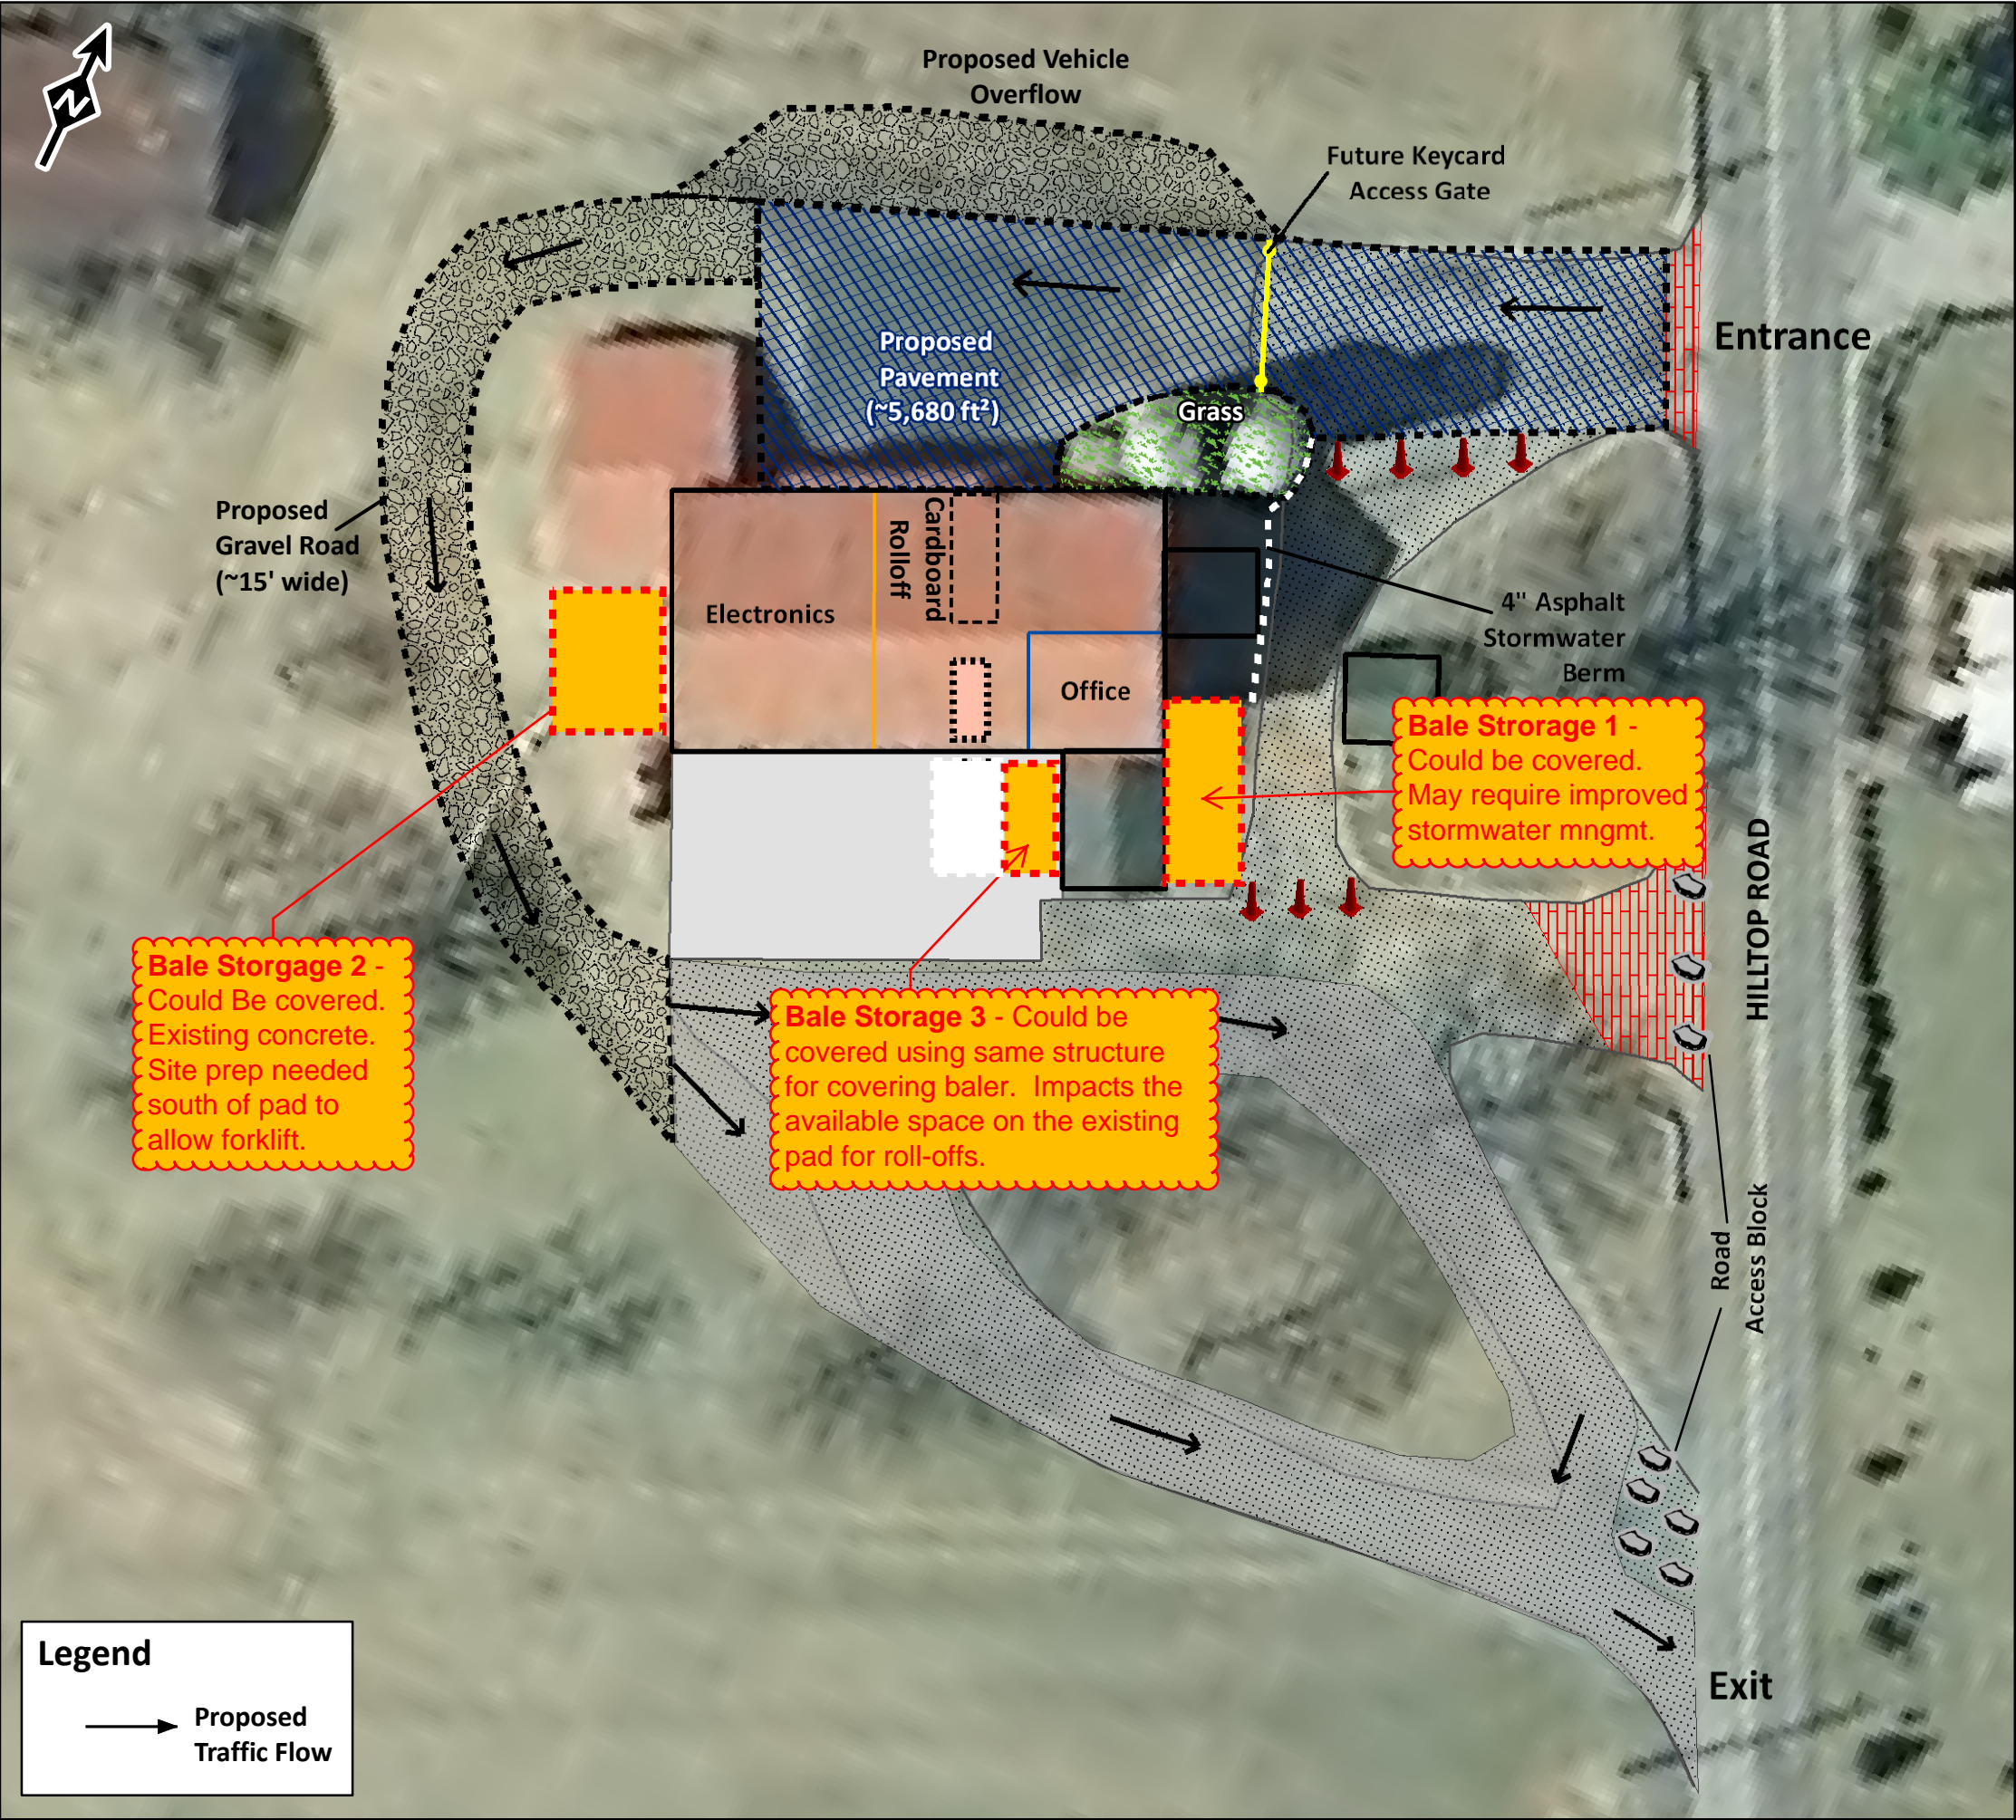 N
Proposed Vehicle
Overflow
Future Keycard
Access Gate
Entrance
Proposed
Pavement
(~5,680 ft²)
Grass
Proposed
Gravel Road
(~15' wide)
Electronics
Rolloff
Cardboard
Office
4" Asphalt
Stormwater
Berm
Bale Strorage 1 -
Could be covered.
May require improved
stormwater mngmt.
HILLTOP ROAD
Bale Storgage 2 -
Could Be covered.
Existing concrete.
Site prep needed
south of pad to
allow forklift.
Bale Storage 3 - Could be
covered using same structure
for covering baler.  Impacts the
available space on the existing
pad for roll-offs.
Road
Access Block
Exit
Legend
Proposed
Traffic Flow